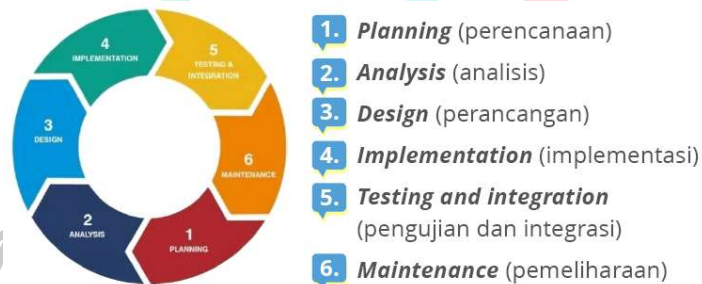 4
IMPLEMENTATION
5
TESTING &
INTEGRATION
3
DESIGN
6
MAINTENANCE
2
ANALYSIS
1
PLANNING
1. Planning (perencanaan)
2. Analysis (analisis)
3. Design (perancangan)
4. Implementation (implementasi)
5. Testing and integration
(pengujian dan integrasi)
6. Maintenance (pemeliharaan)